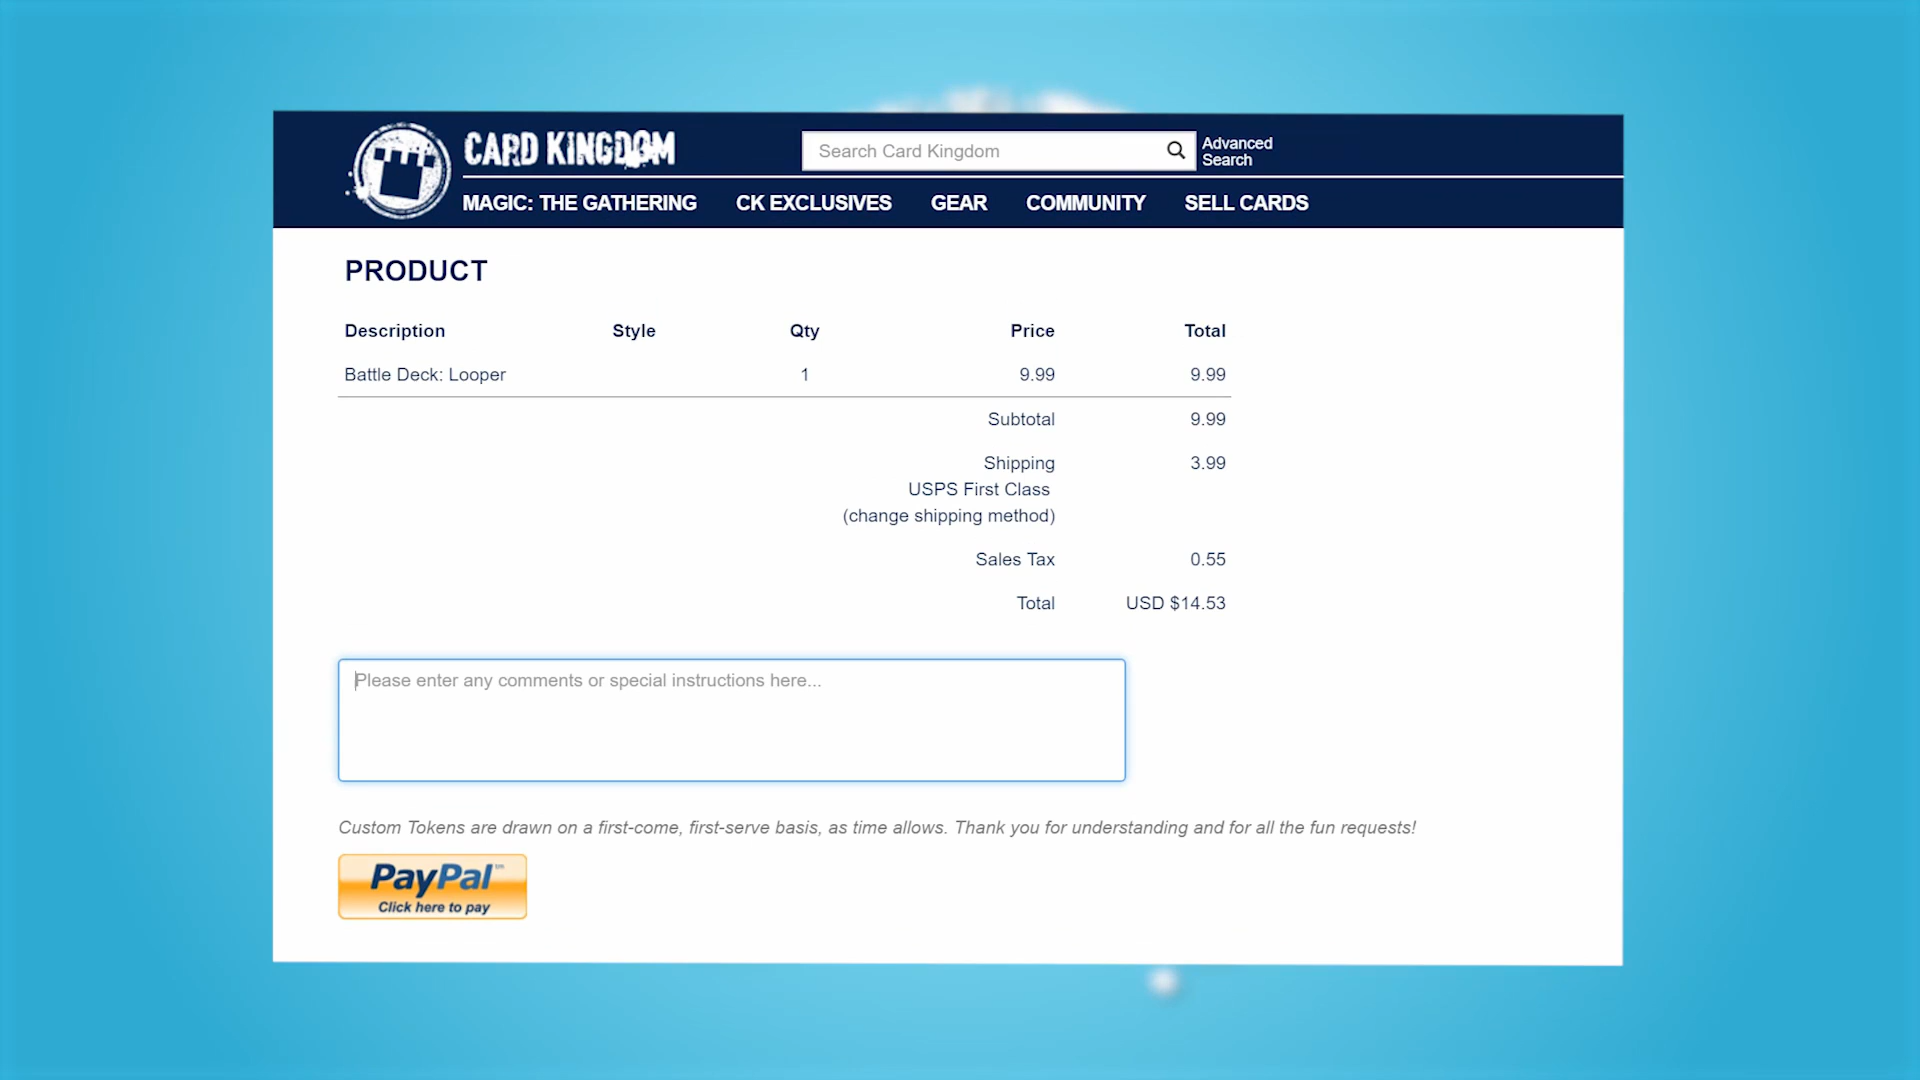 CARD KINGDOM
Search Card Kingdom
Advanced
Search
MAGIC: THE GATHERING CK EXCLUSIVES GEAR COMMUNITY SELL CARDS
PRODUCT
Description Style Qty Price Total
Battle Deck: Looper 1 9.99 9.99
Subtotal 9.99
Shipping 3.99
USPS First Class
(change shipping method)
Sales Tax 0.55
Total USD $14.53
Please enter any comments or special instructions here...
Custom Tokens are drawn on a first-come, first-serve basis, as time allows. Thank you for understanding and for all the fun requests!
PayPal℠
Click here to pay